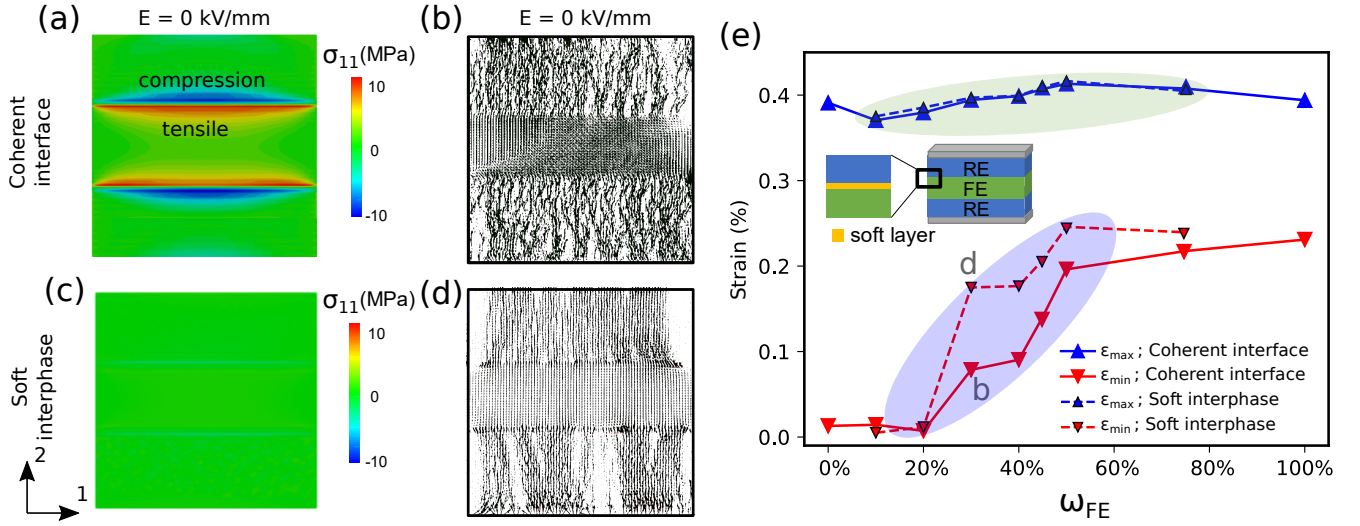 (a)
E = 0 kV/mm
σ11(MPa)
10
0
-10
compression
tensile
Coherent
interface
(b)
E = 0 kV/mm
(c)
σ11(MPa)
10
0
-10
Soft
interphase
2
1
(d)
(e)
Strain (%)
0.4
0.3
0.2
0.1
0.0
0%
20%
40%
60%
80%
100%
ωFE
RE
FE
RE
soft layer
d
b
εmax ; Coherent interface
εmin ; Coherent interface
εmax ; Soft interphase
εmin ; Soft interphase